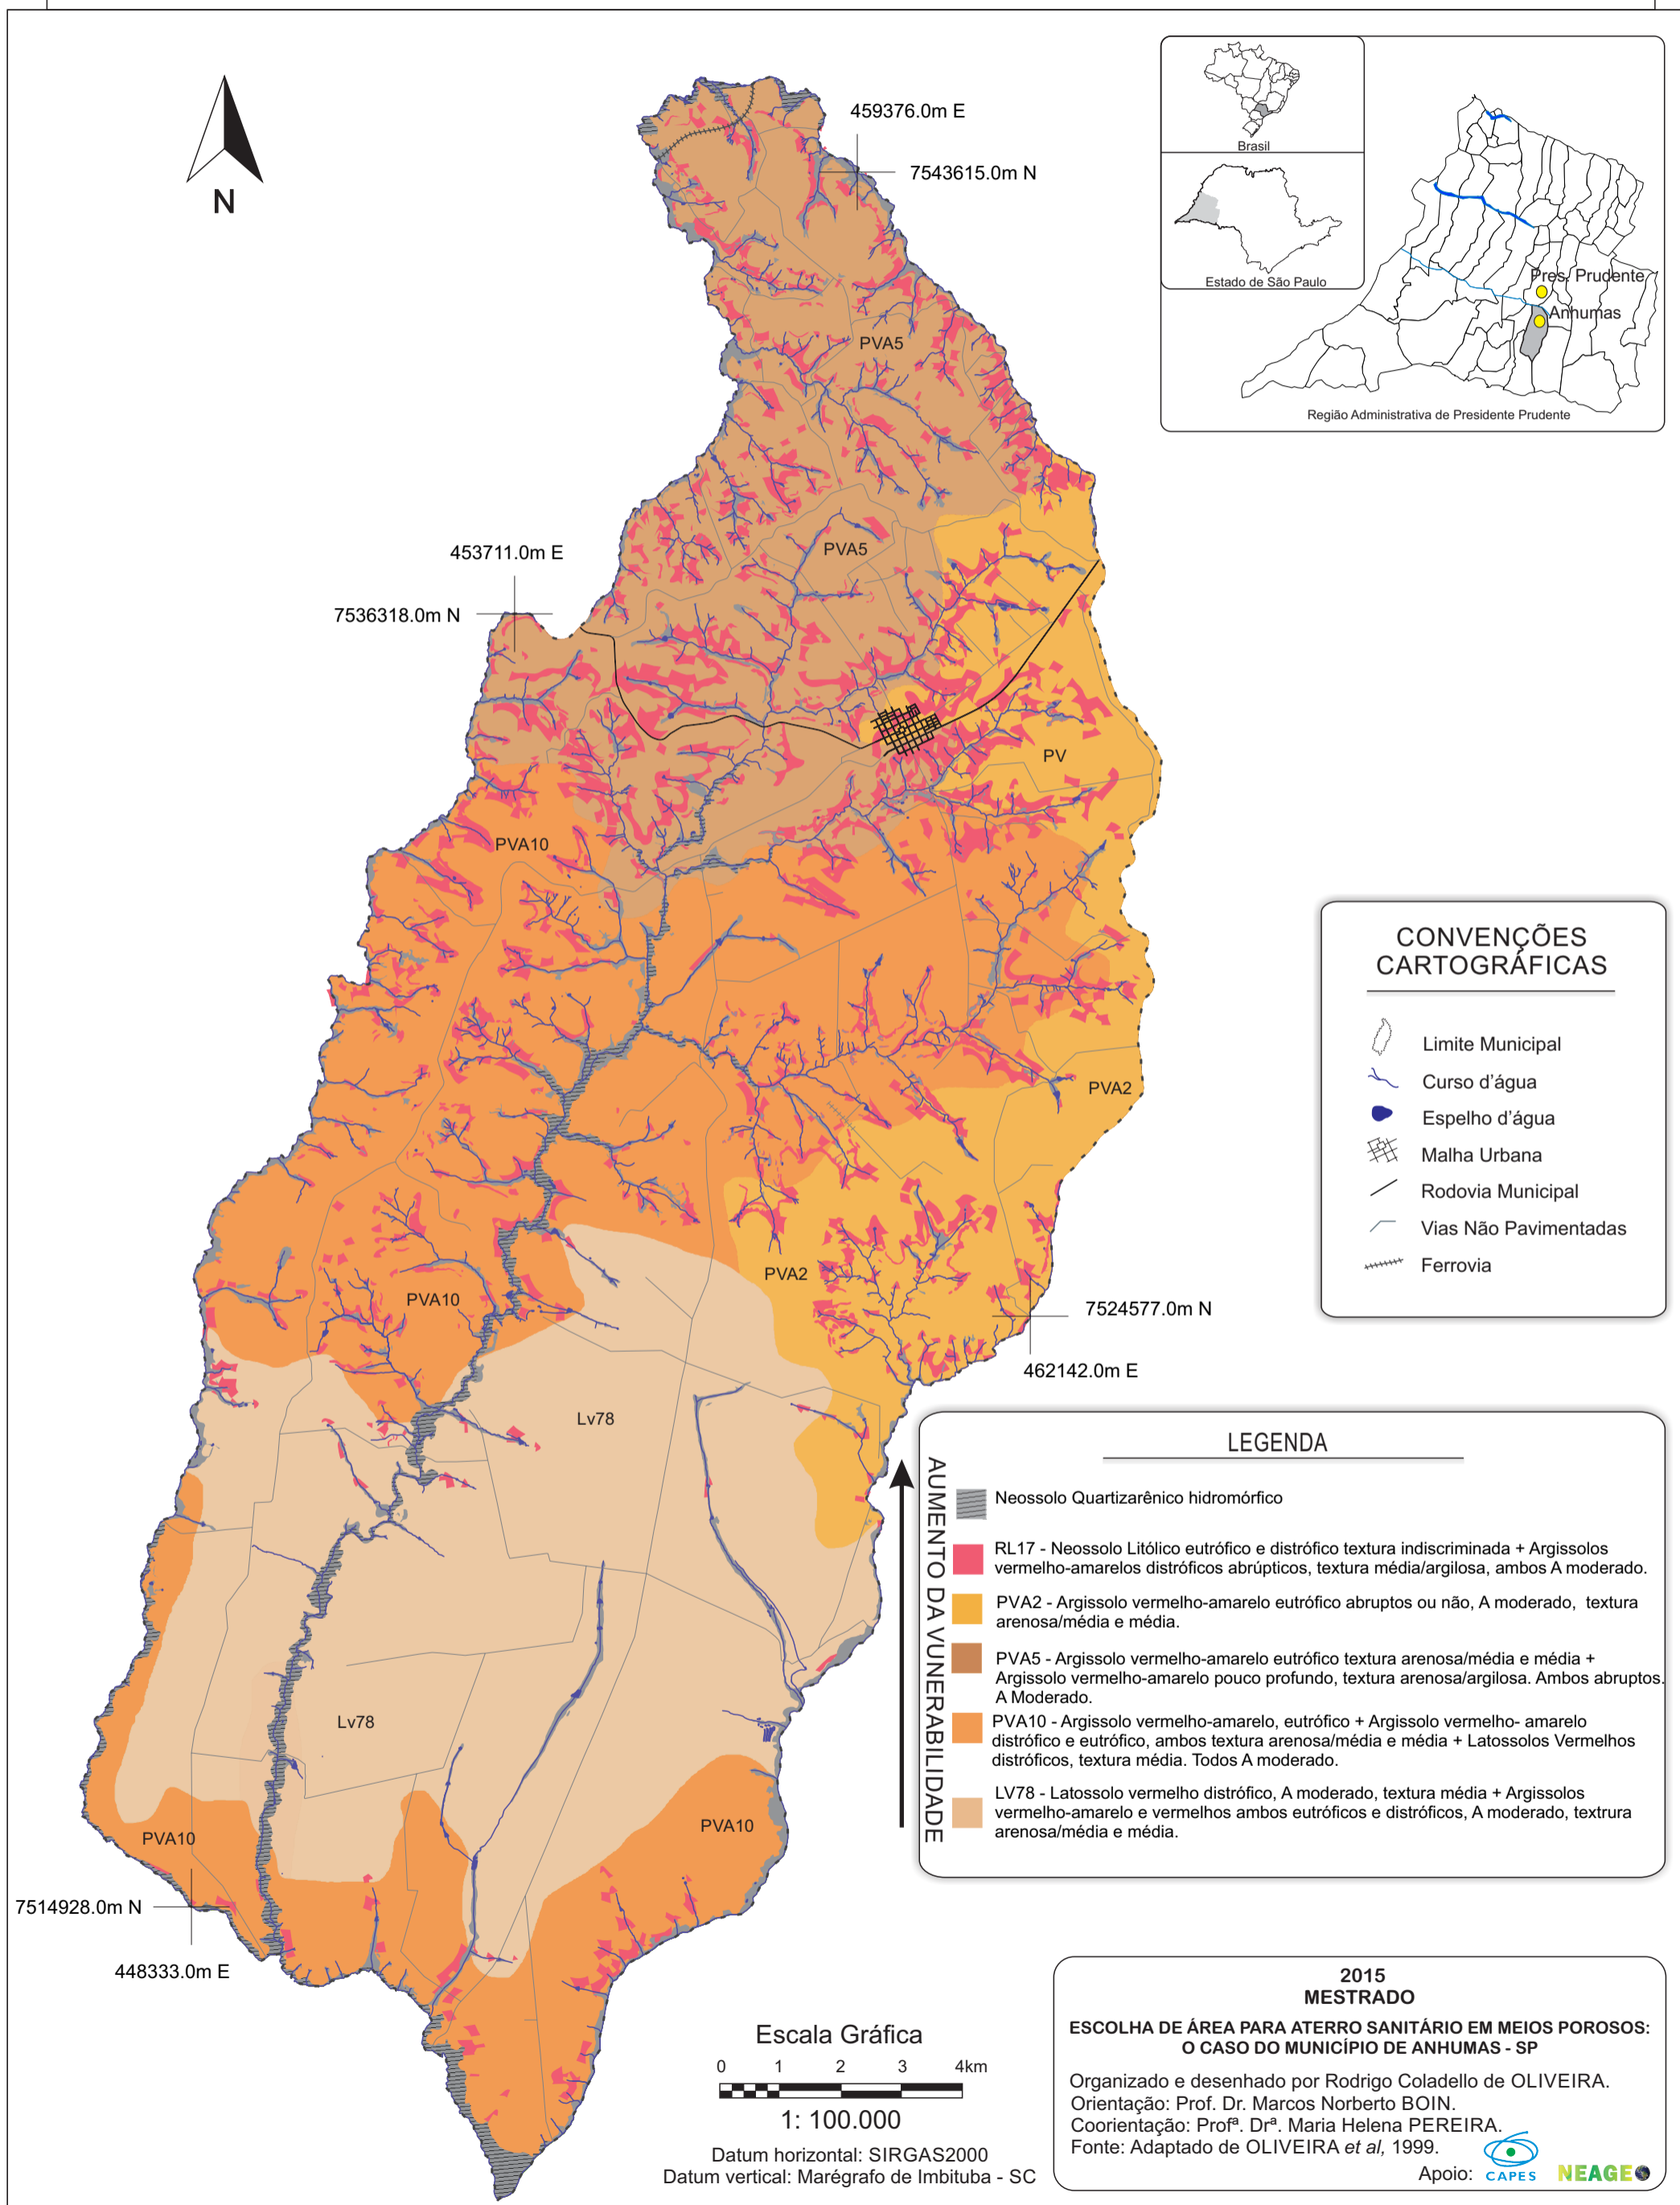 N
459376.0m E
7543615.0m N
Brasil
Estado de São Paulo
Pres. Prudente
Anhumas
Região Administrativa de Presidente Prudente
PVA5
PVA5
453711.0m E
7536318.0m N
PV
PVA10
PVA2
PVA2
PVA10
7524577.0m N
462142.0m E
Lv78
Lv78
PVA10
PVA10
7514928.0m N
448333.0m E
CONVENÇÕES
CARTOGRÁFICAS
Limite Municipal
Curso d'água
Espelho d'água
Malha Urbana
Rodovia Municipal
Vias Não Pavimentadas
Ferrovia
LEGENDA
AUMENTO DA VUNERABILIDADE
Neossolo Quartizarênico hidromórfico
RL17 - Neossolo Litólico eutrófico e distrófico textura indiscriminada + Argissolos
vermelho-amarelos distróficos abrúpticos, textura média/argilosa, ambos A moderado.
PVA2 - Argissolo vermelho-amarelo eutrófico abruptos ou não, A moderado, textura
arenosa/média e média.
PVA5 - Argissolo vermelho-amarelo eutrófico textura arenosa/média e média +
Argissolo vermelho-amarelo pouco profundo, textura arenosa/argilosa. Ambos abruptos.
A Moderado.
PVA10 - Argissolo vermelho-amarelo, eutrófico + Argissolo vermelho- amarelo
distrófico e eutrófico, ambos textura arenosa/média e média + Latossolos Vermelhos
distróficos, textura média. Todos A moderado.
LV78 - Latossolo vermelho distrófico, A moderado, textura média + Argissolos
vermelho-amarelo e vermelhos ambos eutróficos e distróficos, A moderado, textrura
arenosa/média e média.
Escala Gráfica
0 1 2 3 4km
1: 100.000
Datum horizontal: SIRGAS2000
Datum vertical: Marégrafo de Imbituba - SC
2015
MESTRADO
ESCOLHA DE ÁREA PARA ATERRO SANITÁRIO EM MEIOS POROSOS:
O CASO DO MUNICÍPIO DE ANHUMAS - SP
Organizado e desenhado por Rodrigo Coladello de OLIVEIRA.
Orientação: Prof. Dr. Marcos Norberto BOIN.
Coorientação: Profª. Drª. Maria Helena PEREIRA.
Fonte: Adaptado de OLIVEIRA et al, 1999.
Apoio: CAPES NEAGEO